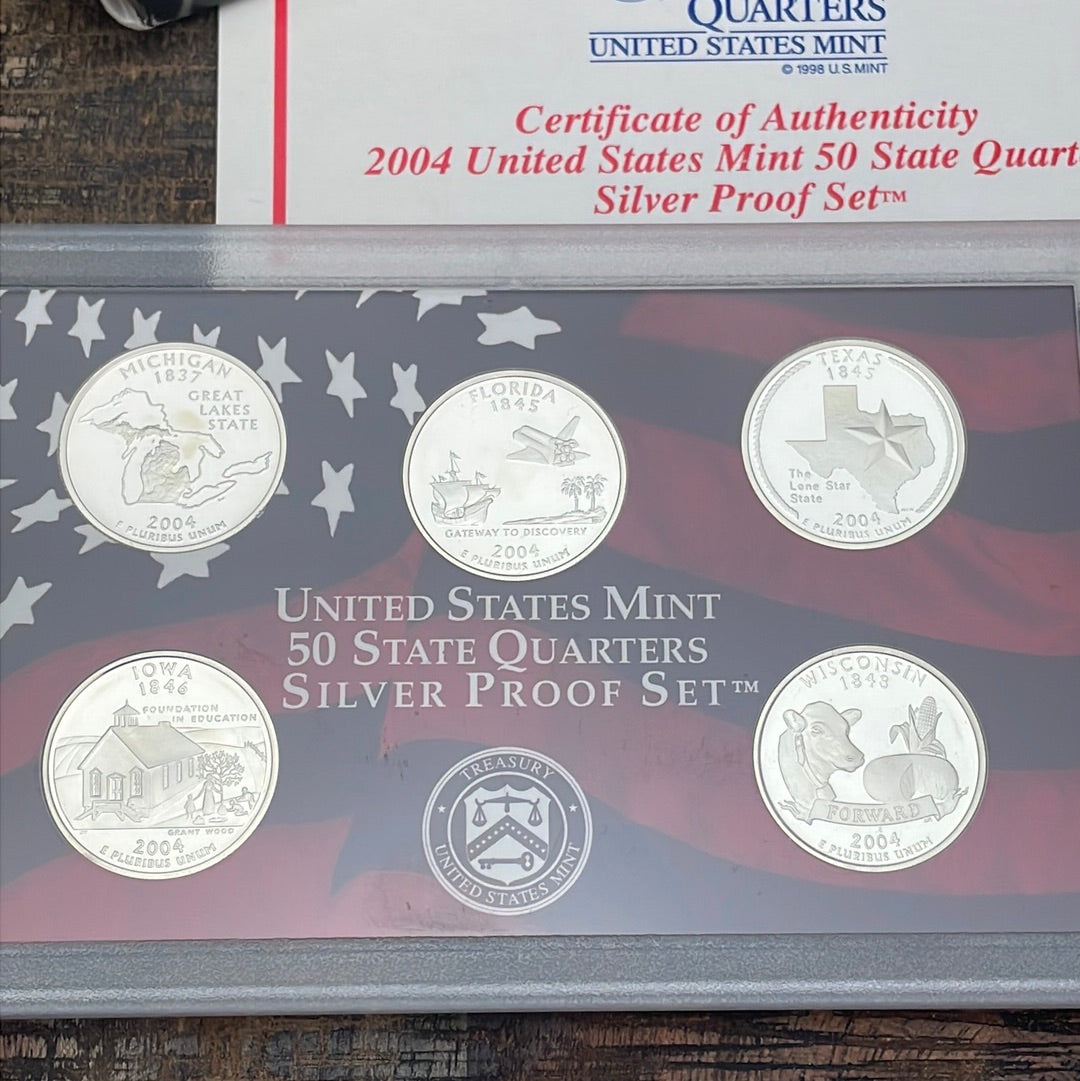 QUARTERS
UNITED STATES MINT
© 1998 U.S. MINT
Certificate of Authenticity
2004 United States Mint 50 State Quart
Silver Proof Set™
MICHIGAN
1837
GREAT
LAKES
STATE
2004
E PLURIBUS UNUM
FLORIDA
1845
GATEWAY TO DISCOVERY
2004
E PLURIBUS UNUM
TEXAS
1845
The
Lone Star
State
2004
E PLURIBUS UNUM
UNITED STATES MINT
50 STATE QUARTERS
SILVER PROOF SET™
IOWA
1846
FOUNDATION
IN EDUCATION
GRANT WOOD
2004
E PLURIBUS UNUM
TREASURY
UNITED STATES MINT
WISCONSIN
1848
FORWARD
2004
E PLURIBUS UNUM